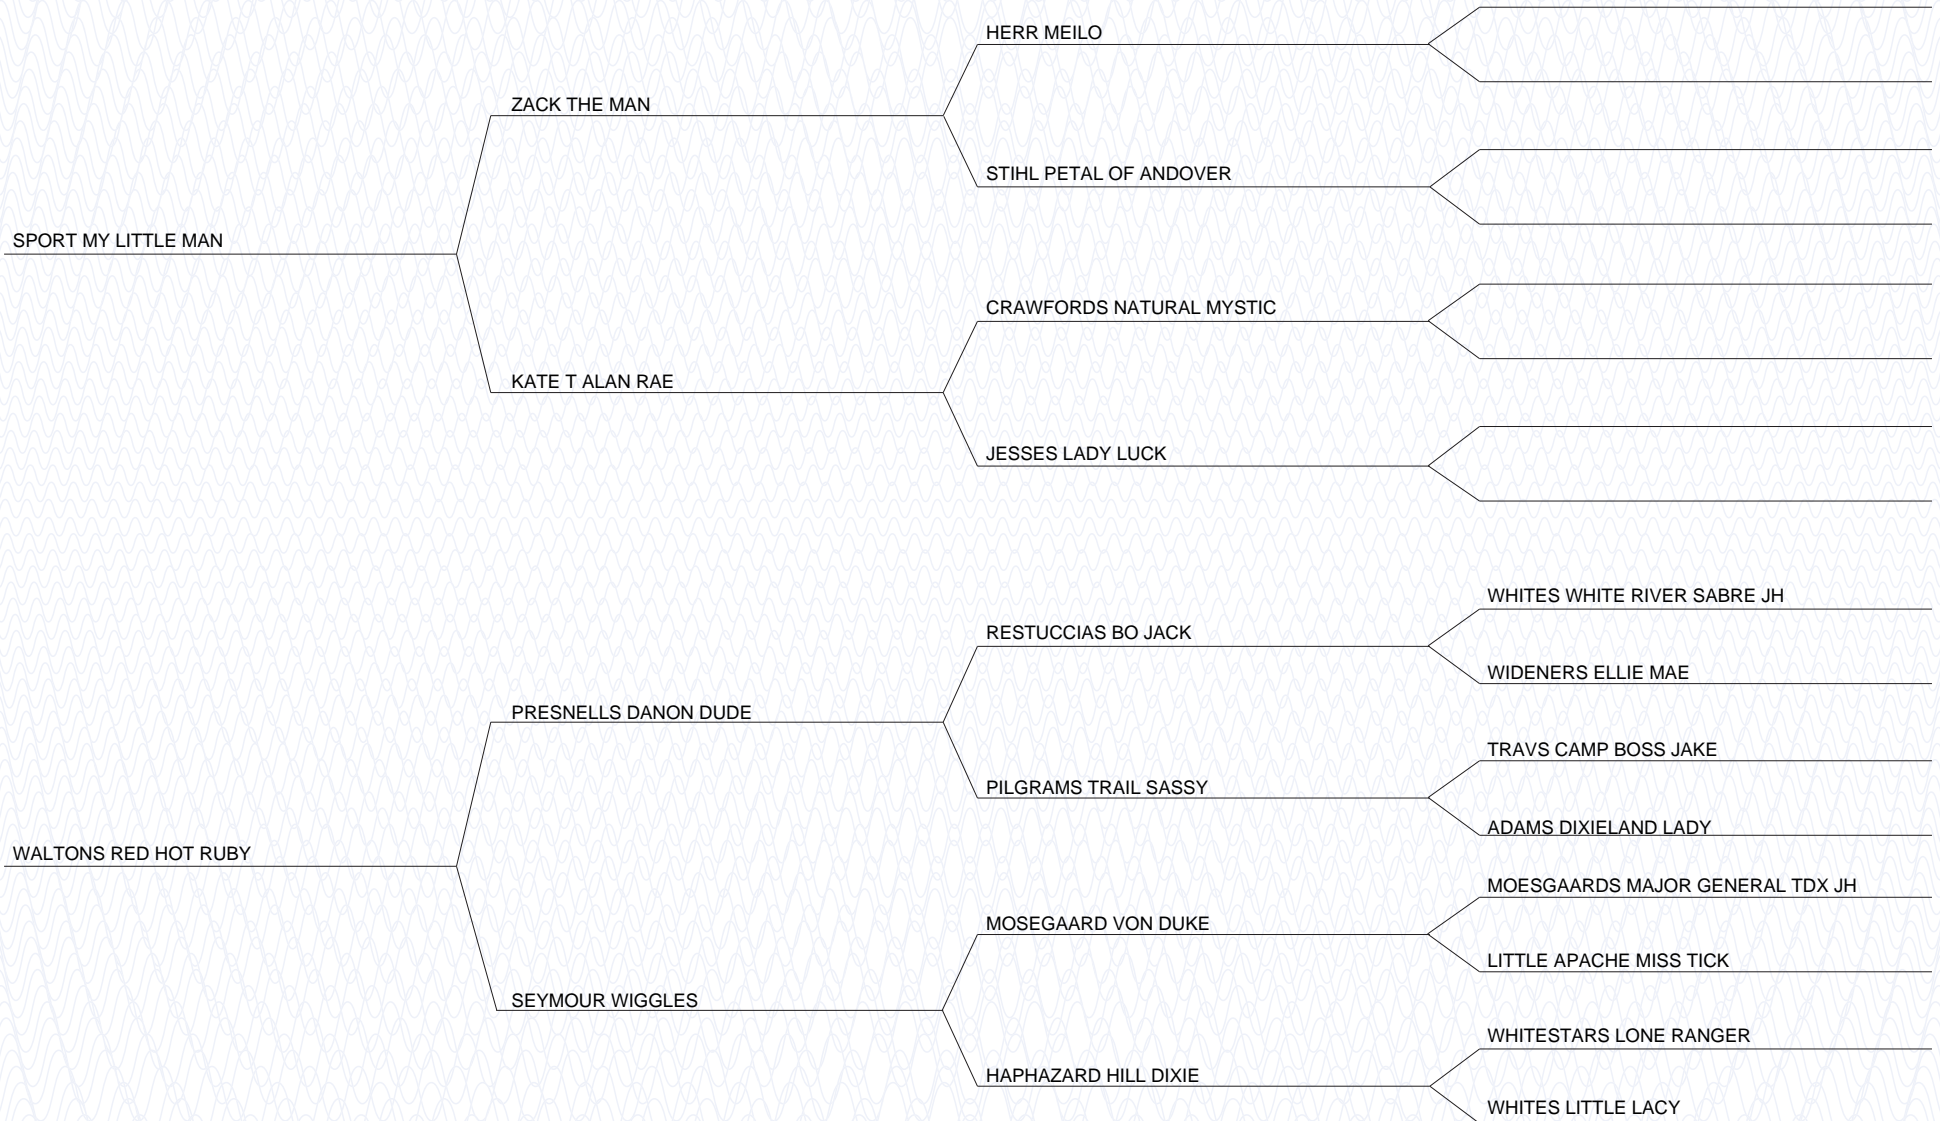 HERR MEILO
ZACK THE MAN
STIHL PETAL OF ANDOVER
SPORT MY LITTLE MAN
CRAWFORDS NATURAL MYSTIC
KATE T ALAN RAE
JESSES LADY LUCK
WHITES WHITE RIVER SABRE JH
RESTUCCIAS BO JACK
WIDENERS ELLIE MAE
PRESNELLS DANON DUDE
TRAVS CAMP BOSS JAKE
PILGRAMS TRAIL SASSY
ADAMS DIXIELAND LADY
WALTONS RED HOT RUBY
MOESGAARDS MAJOR GENERAL TDX JH
MOSEGAARD VON DUKE
LITTLE APACHE MISS TICK
SEYMOUR WIGGLES
WHITESTARS LONE RANGER
HAPHAZARD HILL DIXIE
WHITES LITTLE LACY